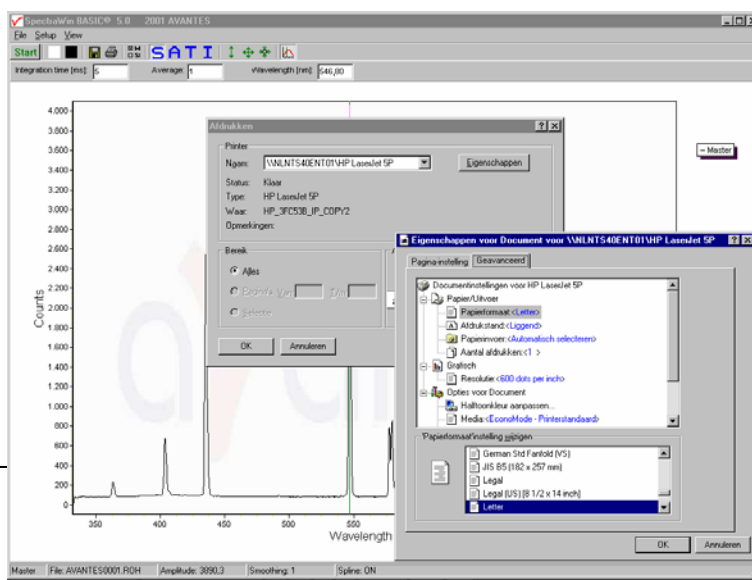 SpectraWin BASIC® 5.0 2001 AVANTES
File Setup View
Start
S A T I
Integration time [ms]: 5 Average: 1 Wavelength [nm]: 546,80
4.000
3.800
3.600
3.400
3.200
3.000
2.800
2.600
2.400
2.200
2.000
1.800
1.600
1.400
1.200
1.000
800
600
400
200
0
Counts
350 400 450 500 550
Wavelength
Master
Afdrukken
Printer
Naam: \\NLNTS40ENT01\HP LaserJet 5P
Eigenschappen
Status: Klaar
Type: HP LaserJet 5P
Waar: HP_3FC53B_IP_COPY2
Opmerkingen:
Bereik
Alles
Pagina's Van T/m
Selectie
OK Annuleren
Eigenschappen voor Document voor \\NLNTS40ENT01\HP LaserJet 5P
Pagina-instelling Geavanceerd
Documentinstellingen voor HP LaserJet 5P
Papier/Uitvoer
Papierformaat:<Letter>
Afdrukstand:<Liggend>
Papierinvoer:<Automatisch selecteren>
Aantal afdrukken:<1 >
Grafisch
Resolutie:<600 dots per inch>
Opties voor Document
Halftoonkleur aanpassen...
Media:<EconoMode - Printerstandaard>
'Papierformaat'instelling wijzigen
German Std Fanfold (VS)
JIS B5 (182 x 257 mm)
Legal
Legal (US) [8 1/2 x 14 inch]
Letter
OK Annuleren
Master File: AVANTES0001.ROH Amplitude: 3890,3 Smoothing: 1 Spline: ON